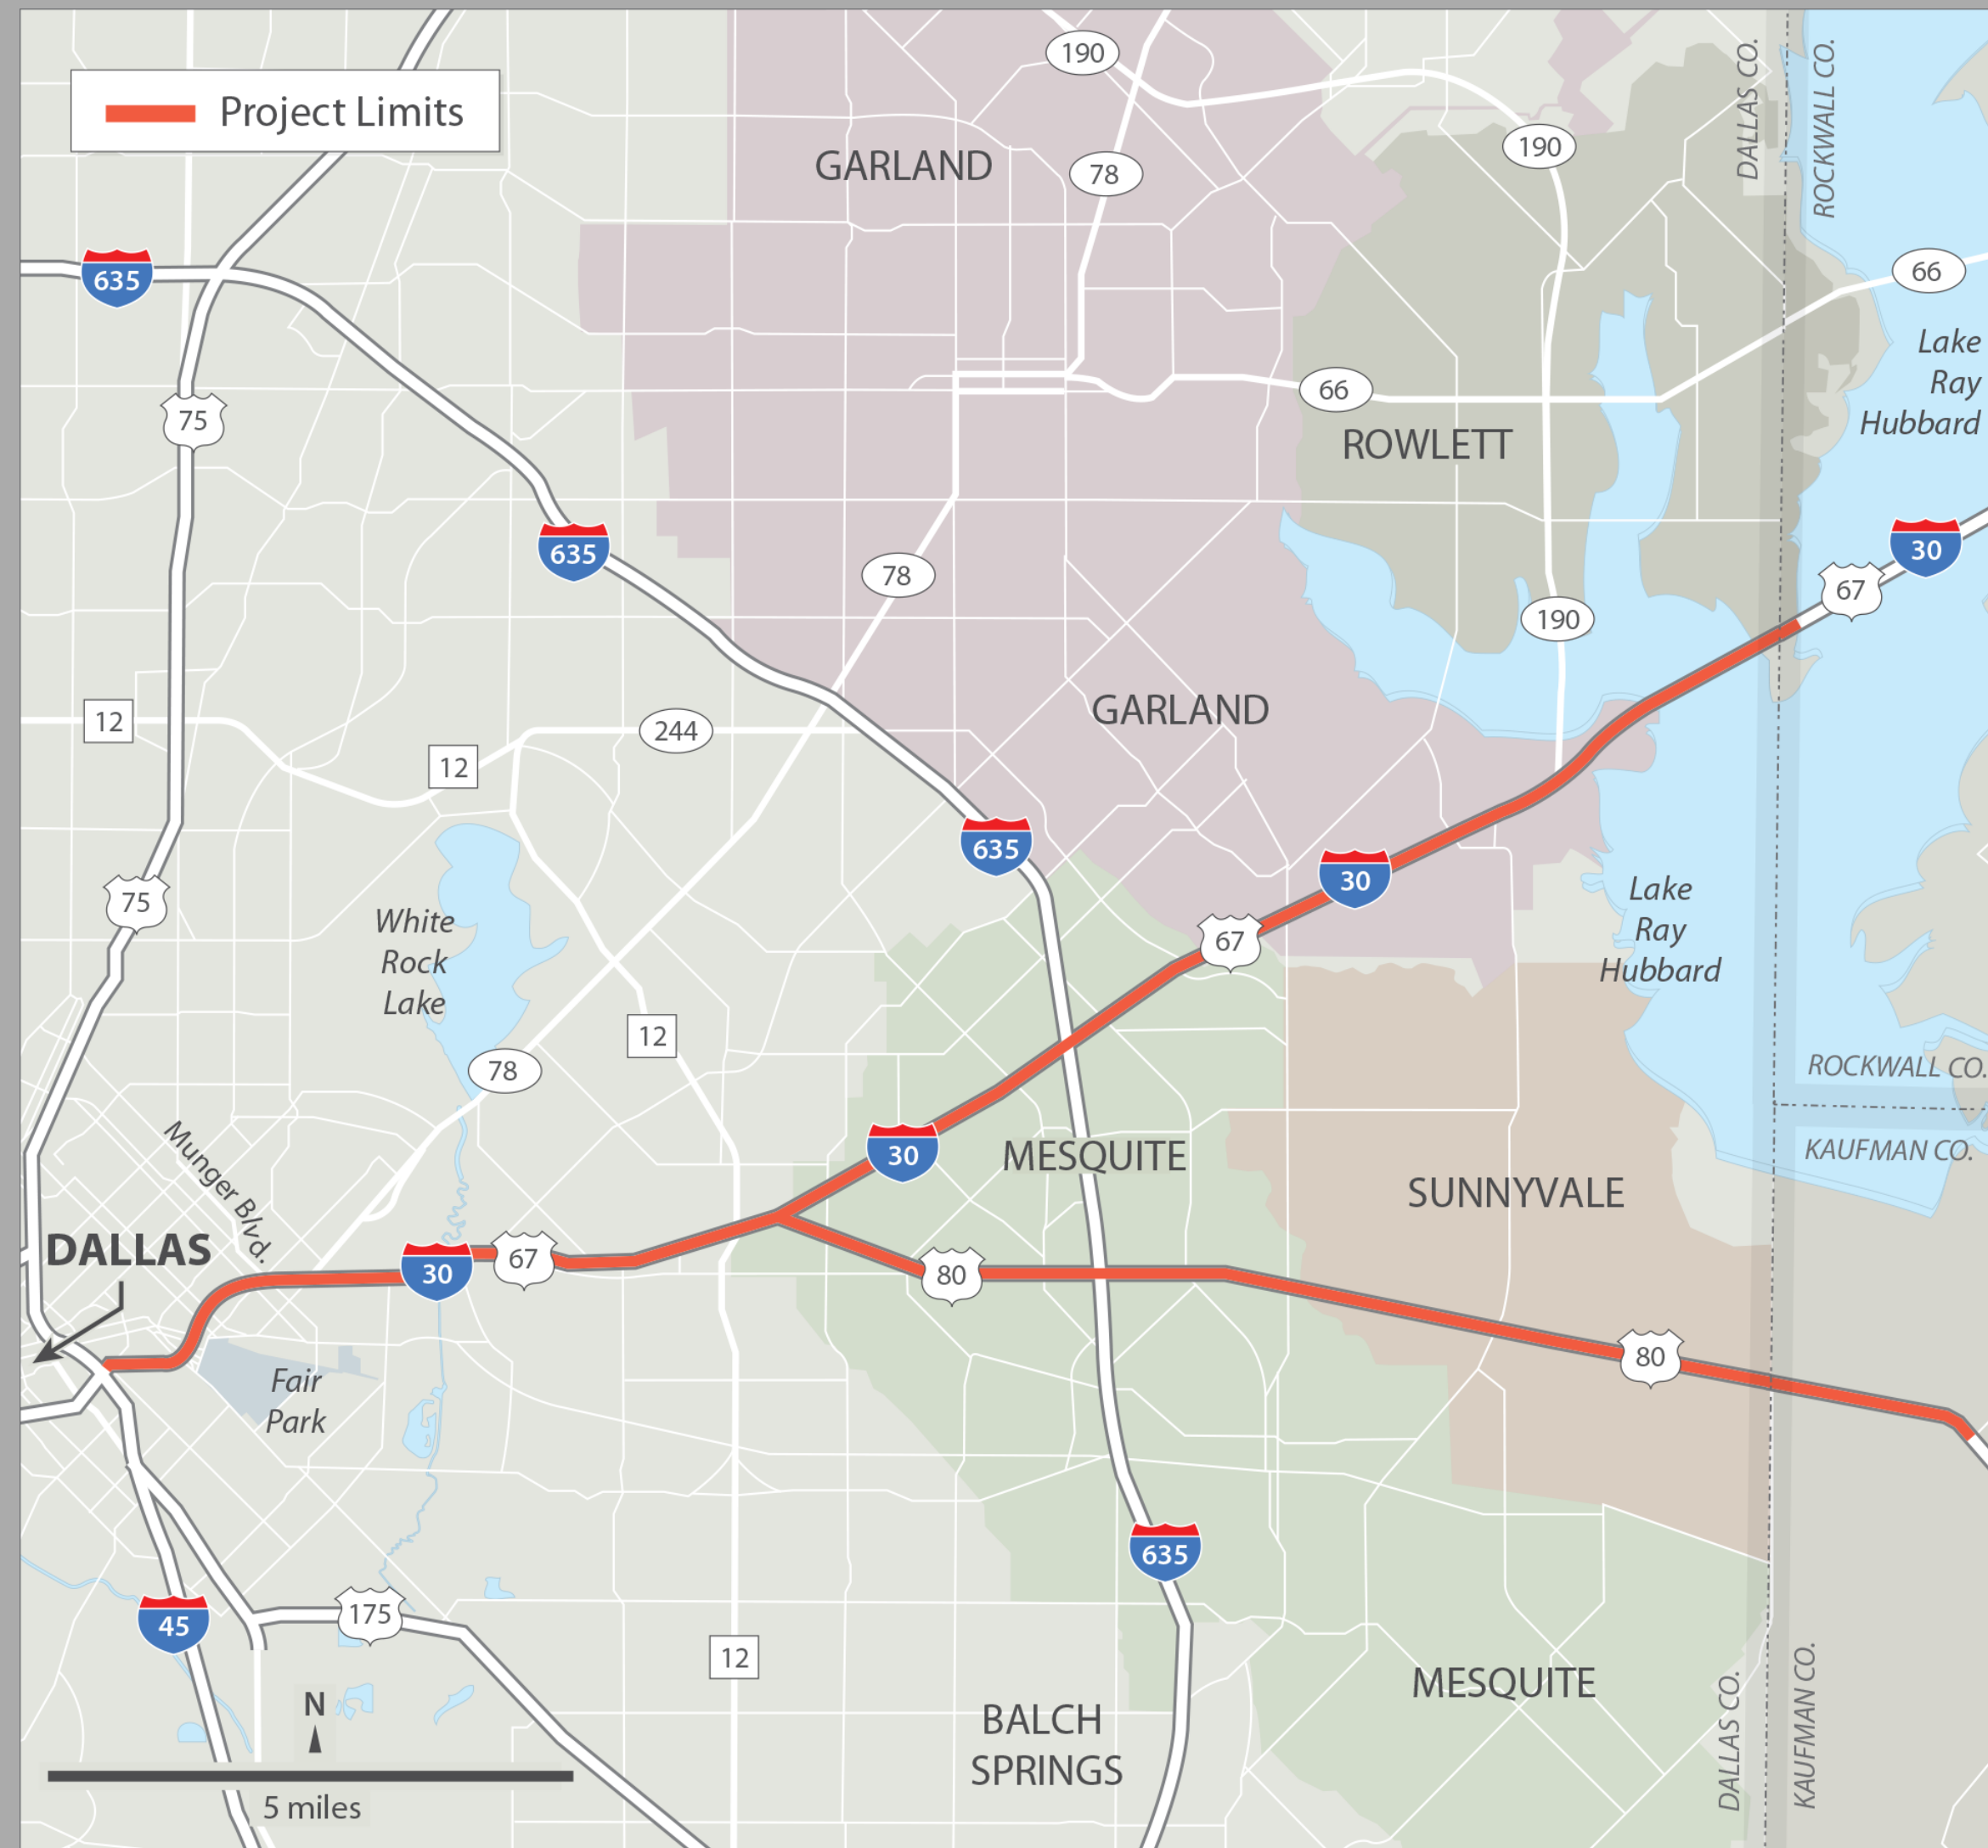 Project Limits
190
GARLAND
78
190
DALLAS CO.
ROCKWALL CO.
635
66
Lake
Ray
Hubbard
75
66
ROWLETT
635
30
78
67
190
12
244
GARLAND
12
635
30
75
White
Rock
Lake
67
Lake
Ray
Hubbard
12
78
ROCKWALL CO.
Munger Blvd.
30
MESQUITE
KAUFMAN CO.
SUNNYVALE
DALLAS
30
67
80
80
Fair
Park
635
45
175
12
MESQUITE
DALLAS CO.
KAUFMAN CO.
N
BALCH
SPRINGS
5 miles